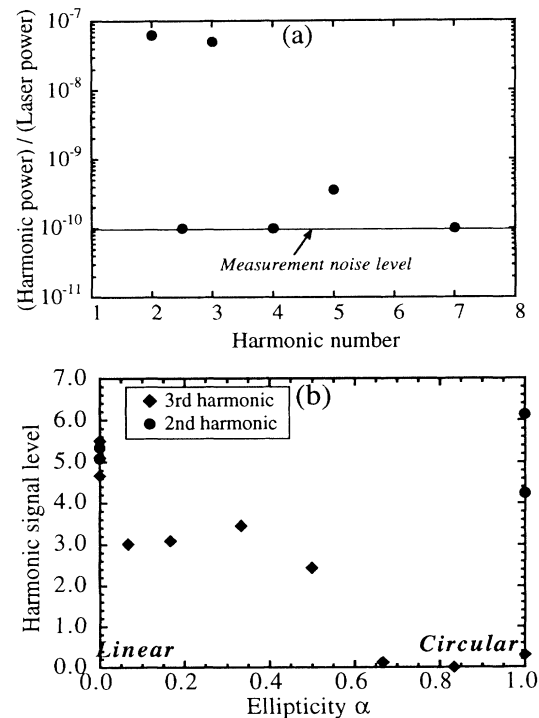 (a)
(Harmonic power) / (Laser power)
10-7
10-8
10-9
10-10
10-11
Measurement noise level
1 2 3 4 5 6 7 8
Harmonic number
(b)
◆ 3rd harmonic
● 2nd harmonic
Harmonic signal level
7.0
6.0
5.0
4.0
3.0
2.0
1.0
0.0
Linear
Circular
0.0 0.2 0.4 0.6 0.8 1.0
Ellipticity α